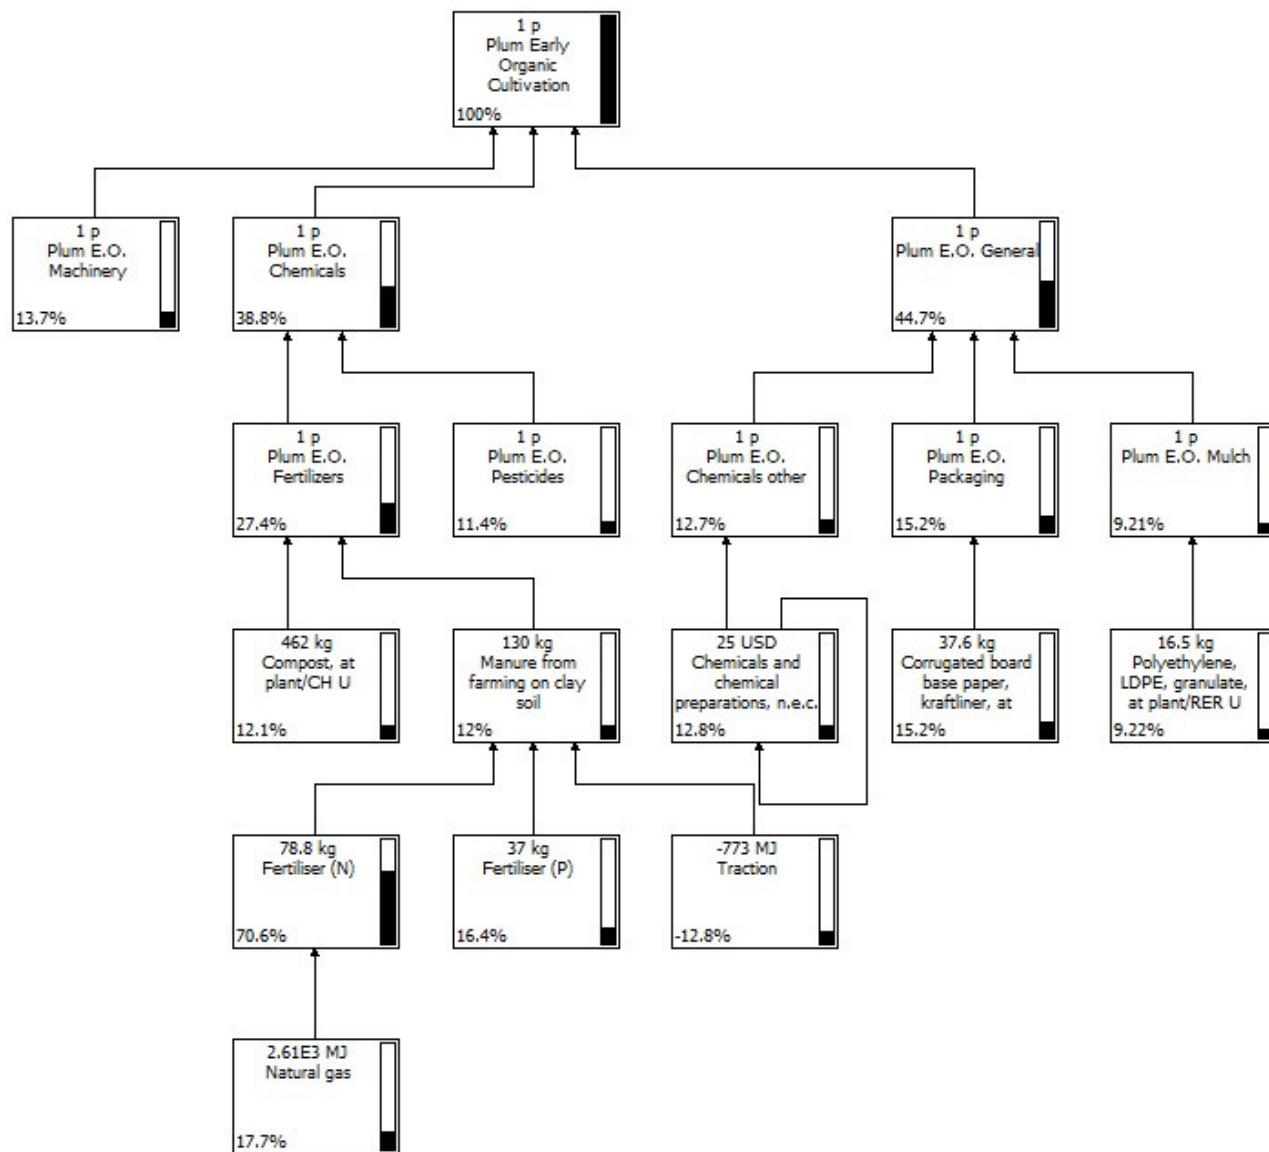 1 p
Plum Early
Organic
Cultivation
100%
1 p
Plum E.O.
Machinery
13.7%
1 p
Plum E.O.
Chemicals
38.8%
1 p
Plum E.O. General
44.7%
1 p
Plum E.O.
Fertilizers
27.4%
1 p
Plum E.O.
Pesticides
11.4%
1 p
Plum E.O.
Chemicals other
12.7%
1 p
Plum E.O.
Packaging
15.2%
1 p
Plum E.O. Mulch
9.21%
462 kg
Compost, at
plant/CH U
12.1%
130 kg
Manure from
farming on clay
soil
12%
25 USD
Chemicals and
chemical
preparations, n.e.c.
12.8%
37.6 kg
Corrugated board
base paper,
kraftliner, at
15.2%
16.5 kg
Polyethylene,
LDPE, granulate,
at plant/RER U
9.22%
78.8 kg
Fertiliser (N)
70.6%
37 kg
Fertiliser (P)
16.4%
-773 MJ
Traction
-12.8%
2.61E3 MJ
Natural gas
17.7%